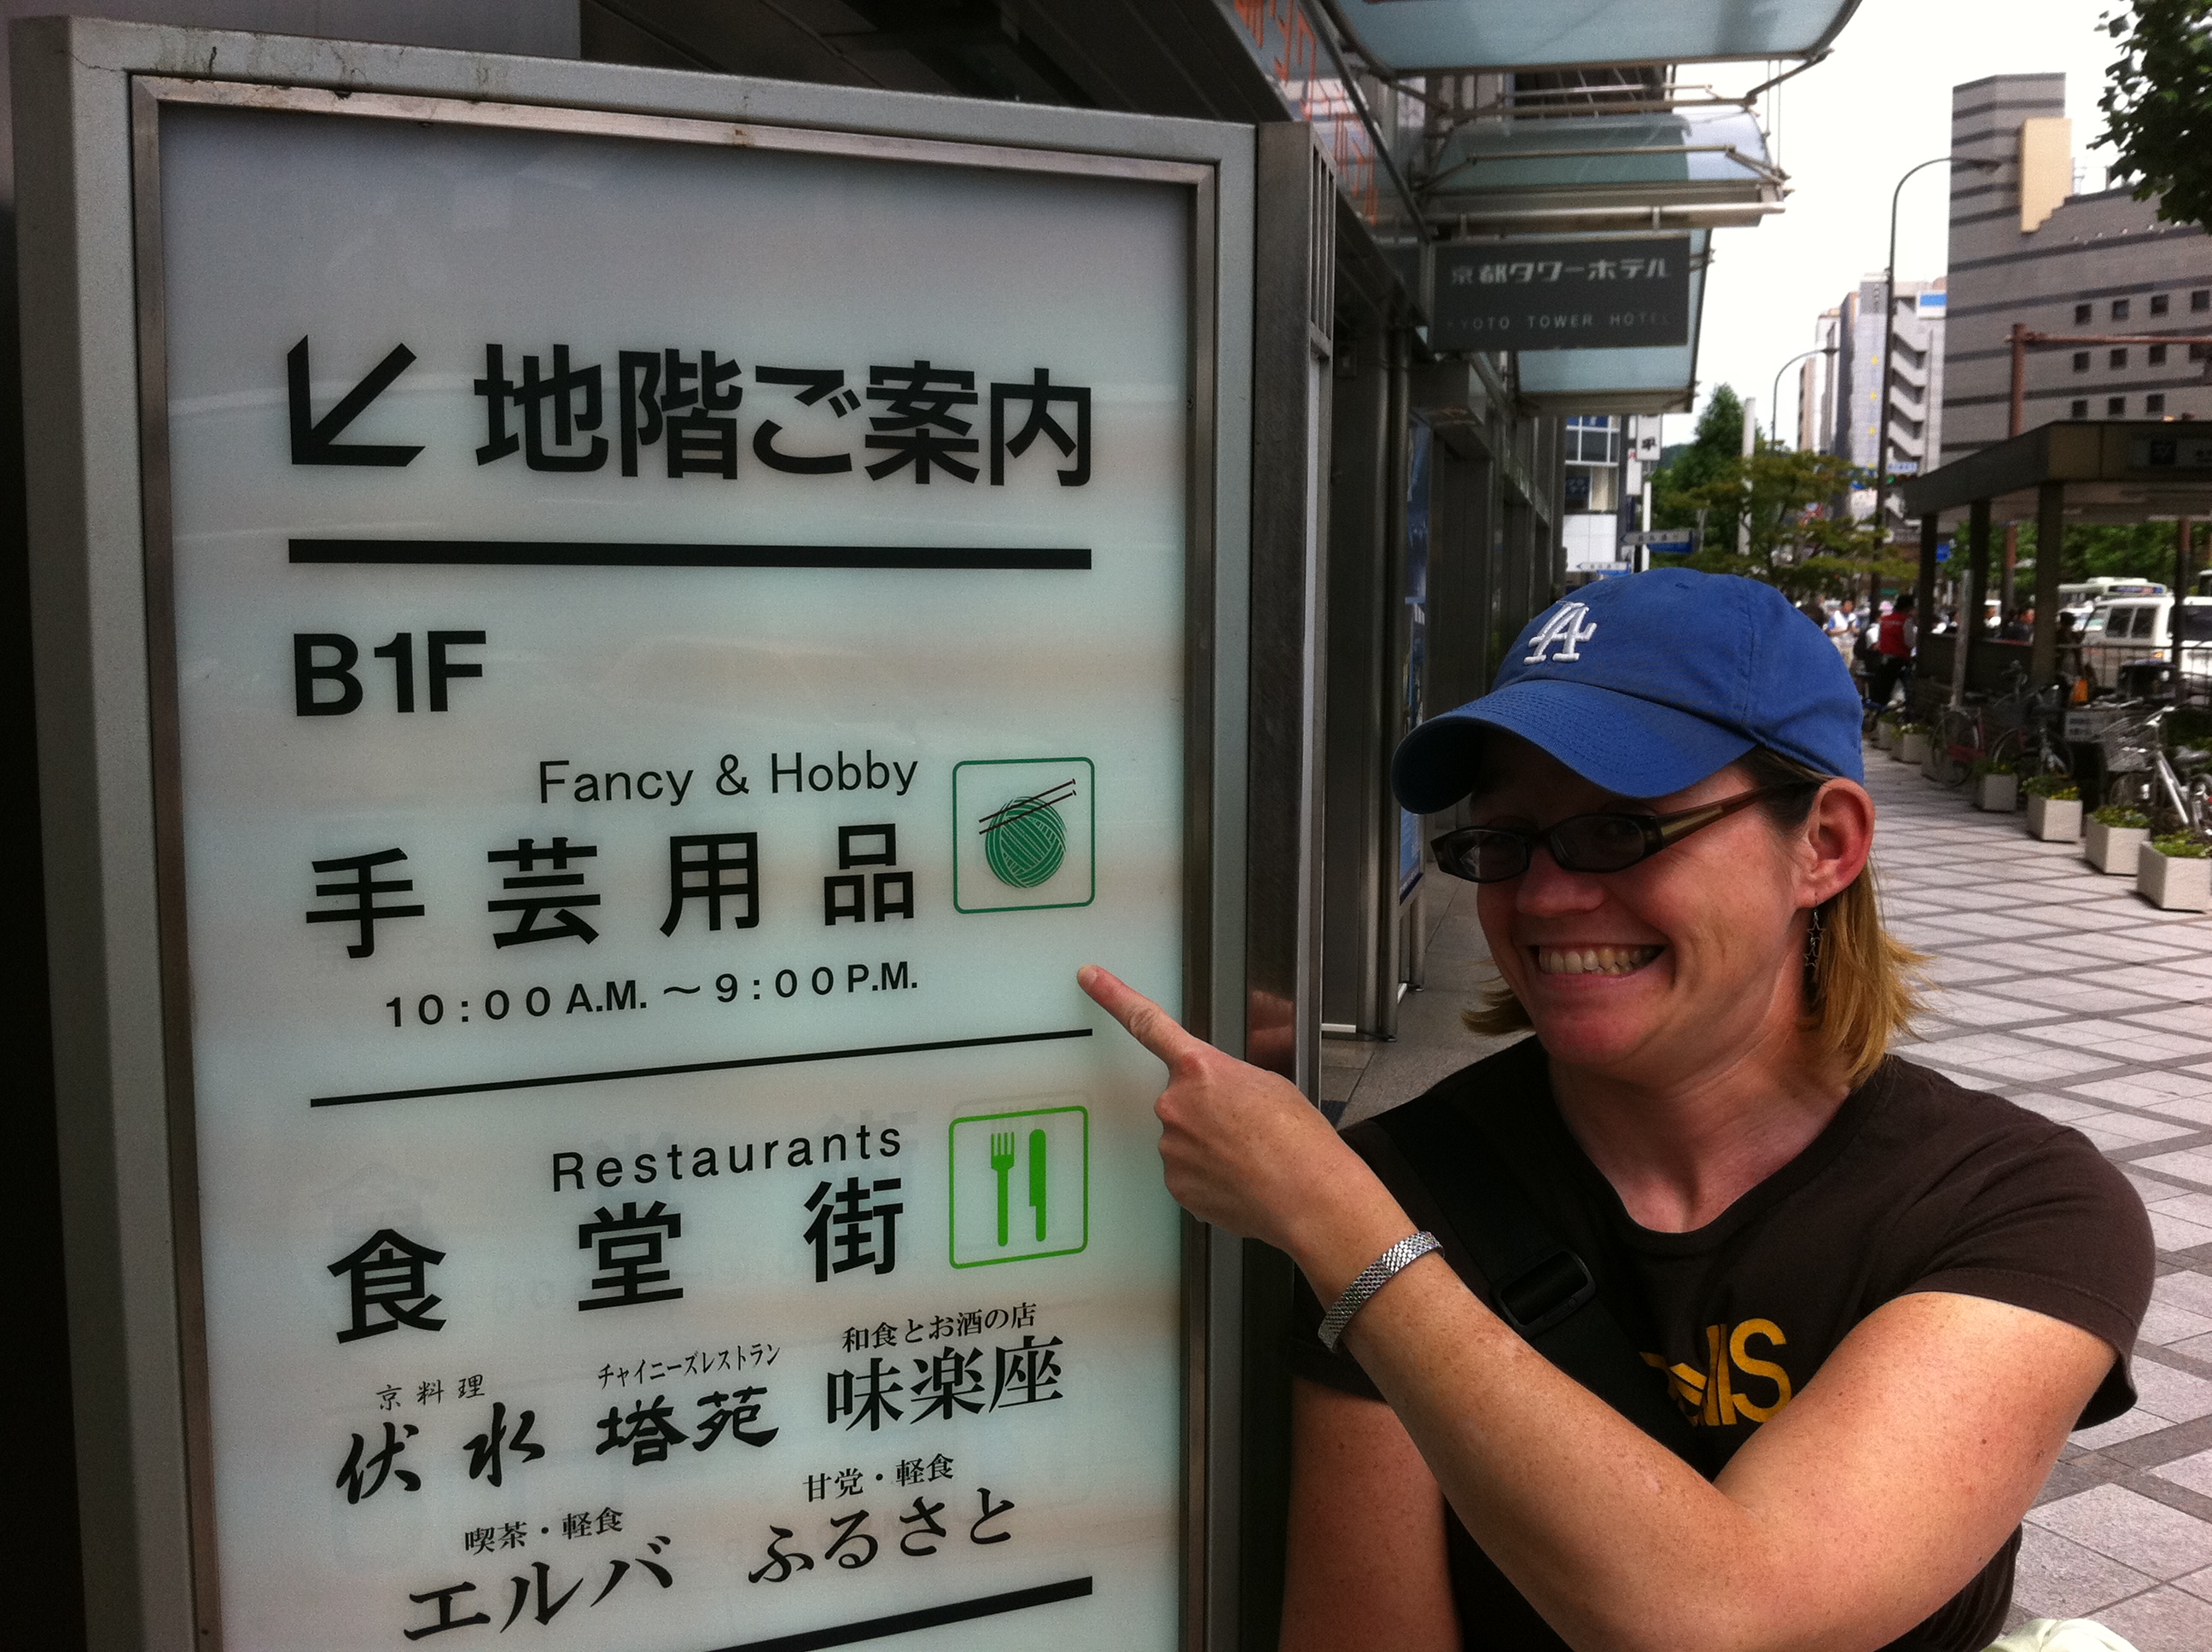 地階ご案内
B1F
Fancy & Hobby
手芸用品
10:00A.M.～9:00P.M.
Restaurants
食堂街
京料理
伏水
チャイニーズレストラン
塔苑
和食とお酒の店
味楽座
喫茶・軽食
エルバ
甘党・軽食
ふるさと
京都タワーホテル
KYOTO TOWER HOTEL
LA